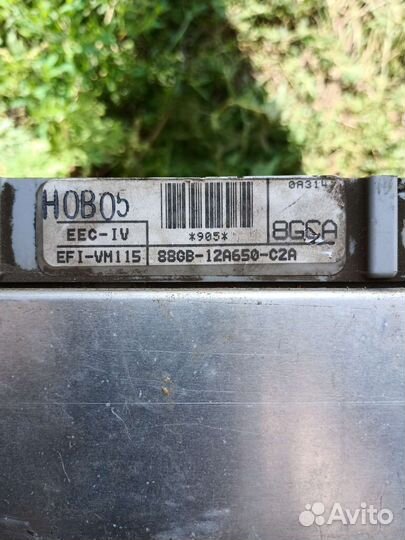 0A314
H0B05
*905*
8GCA
EEC-IV
EFI-VM115
88GB-12A650-C2A
Avito